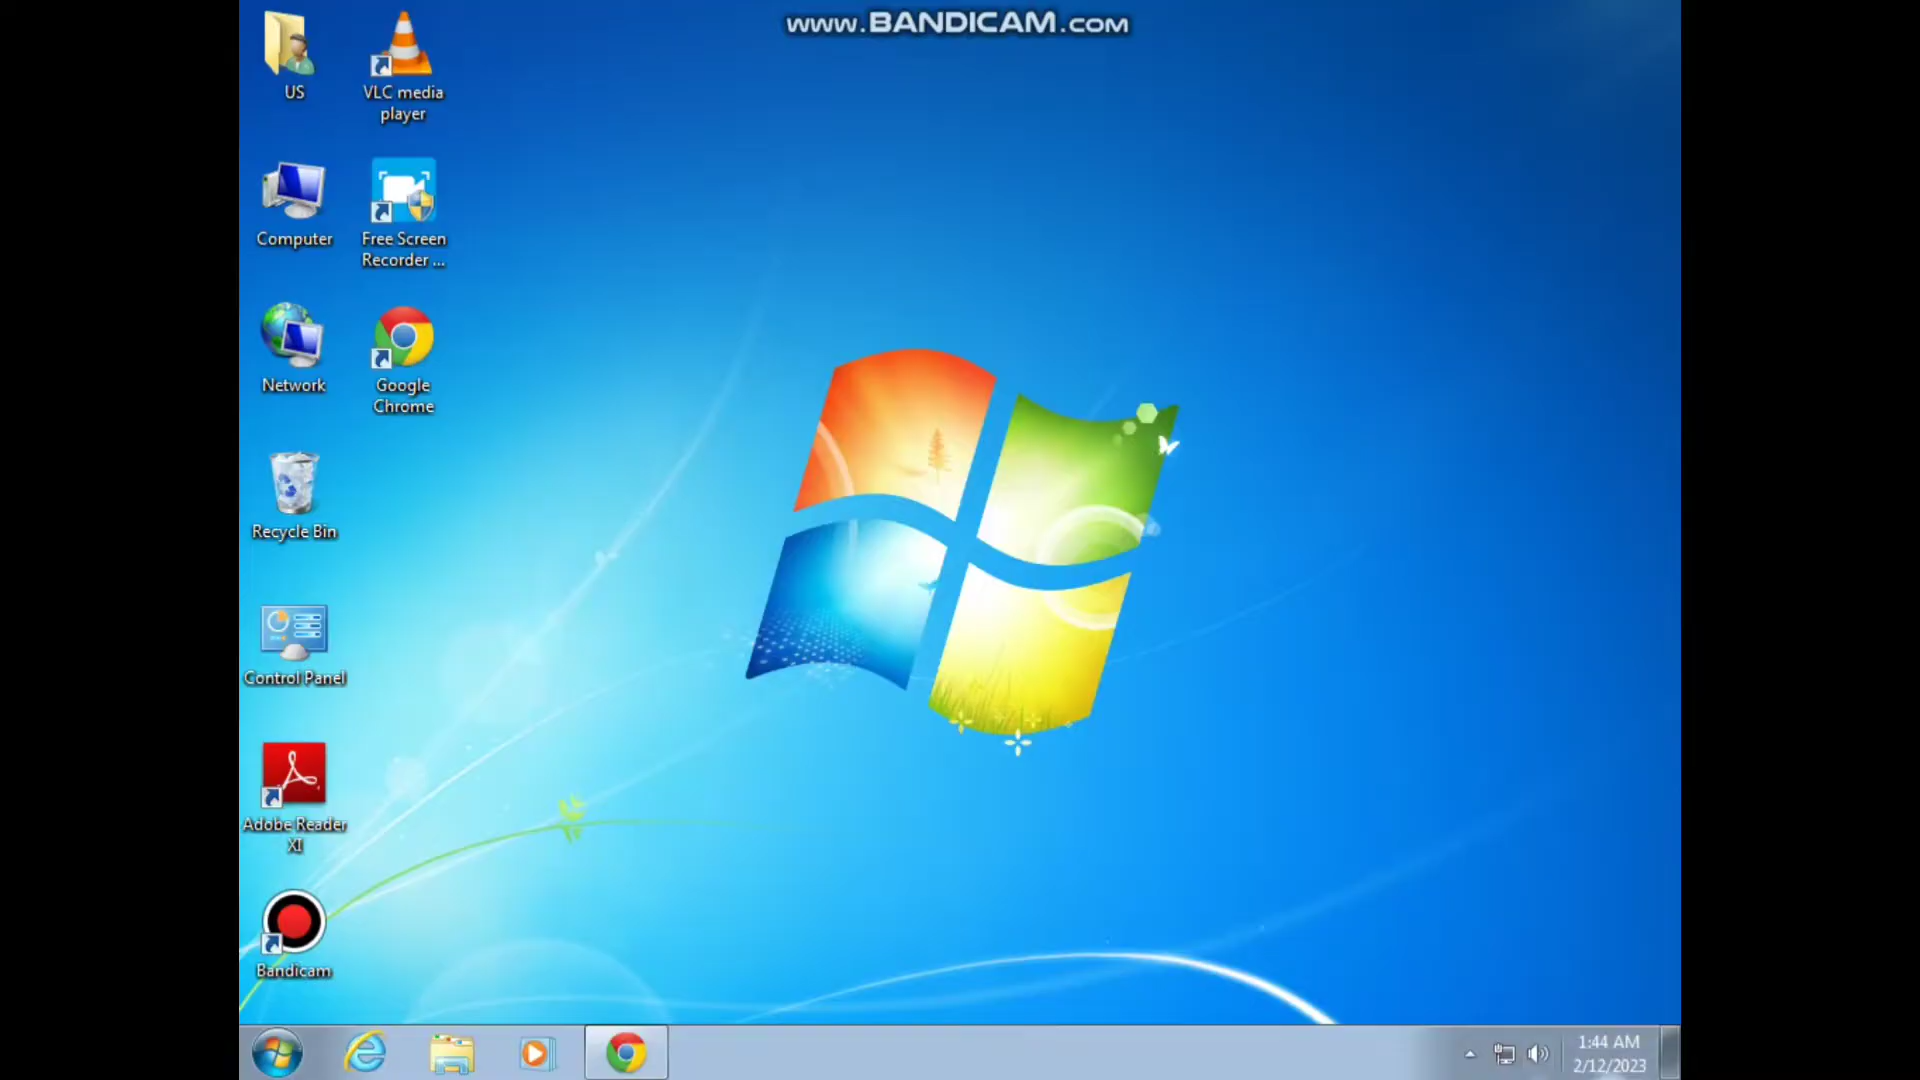 www.BANDICAM.com
US
VLC media
player
Computer
Free Screen
Recorder ...
Network
Google
Chrome
Recycle Bin
Control Panel
Adobe Reader
XI
Bandicam
1:44 AM
2/12/2023